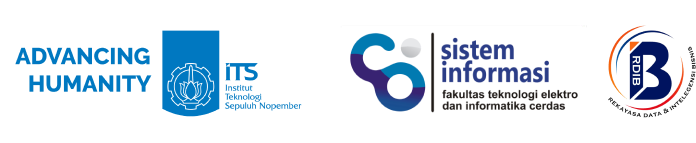 ADVANCING
HUMANITY
ITS
Institut
Teknologi
Sepuluh Nopember
sistem
informasi
fakultas teknologi elektro
dan informatika cerdas
RDIB
REKAYASA DATA & INTELEGENSI BISNIS